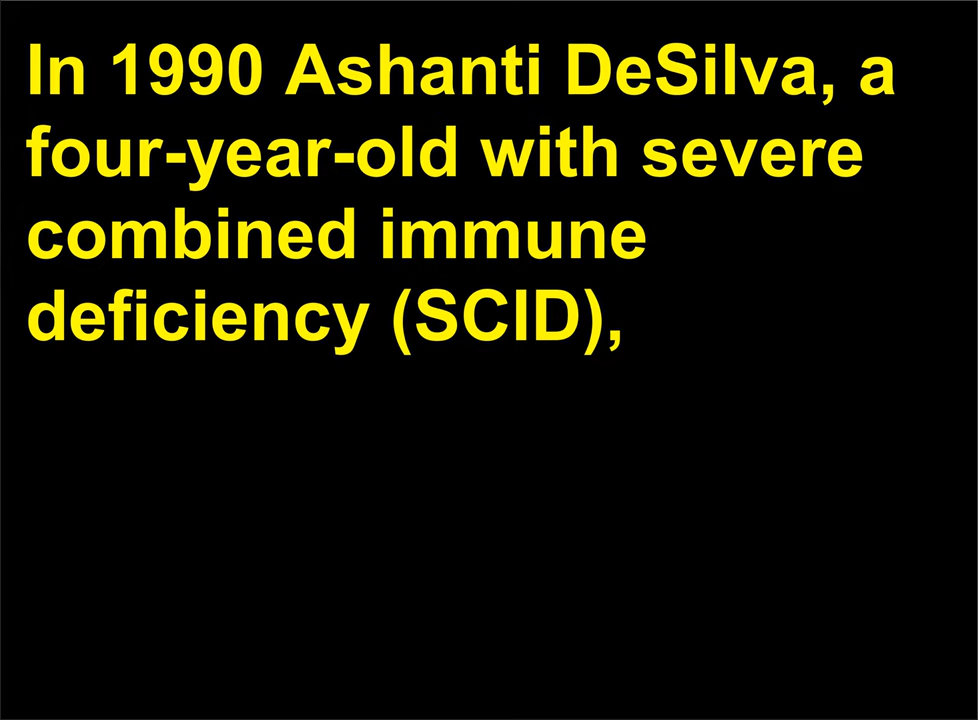 In 1990 Ashanti DeSilva, a
four-year-old with severe
combined immune
deficiency (SCID),